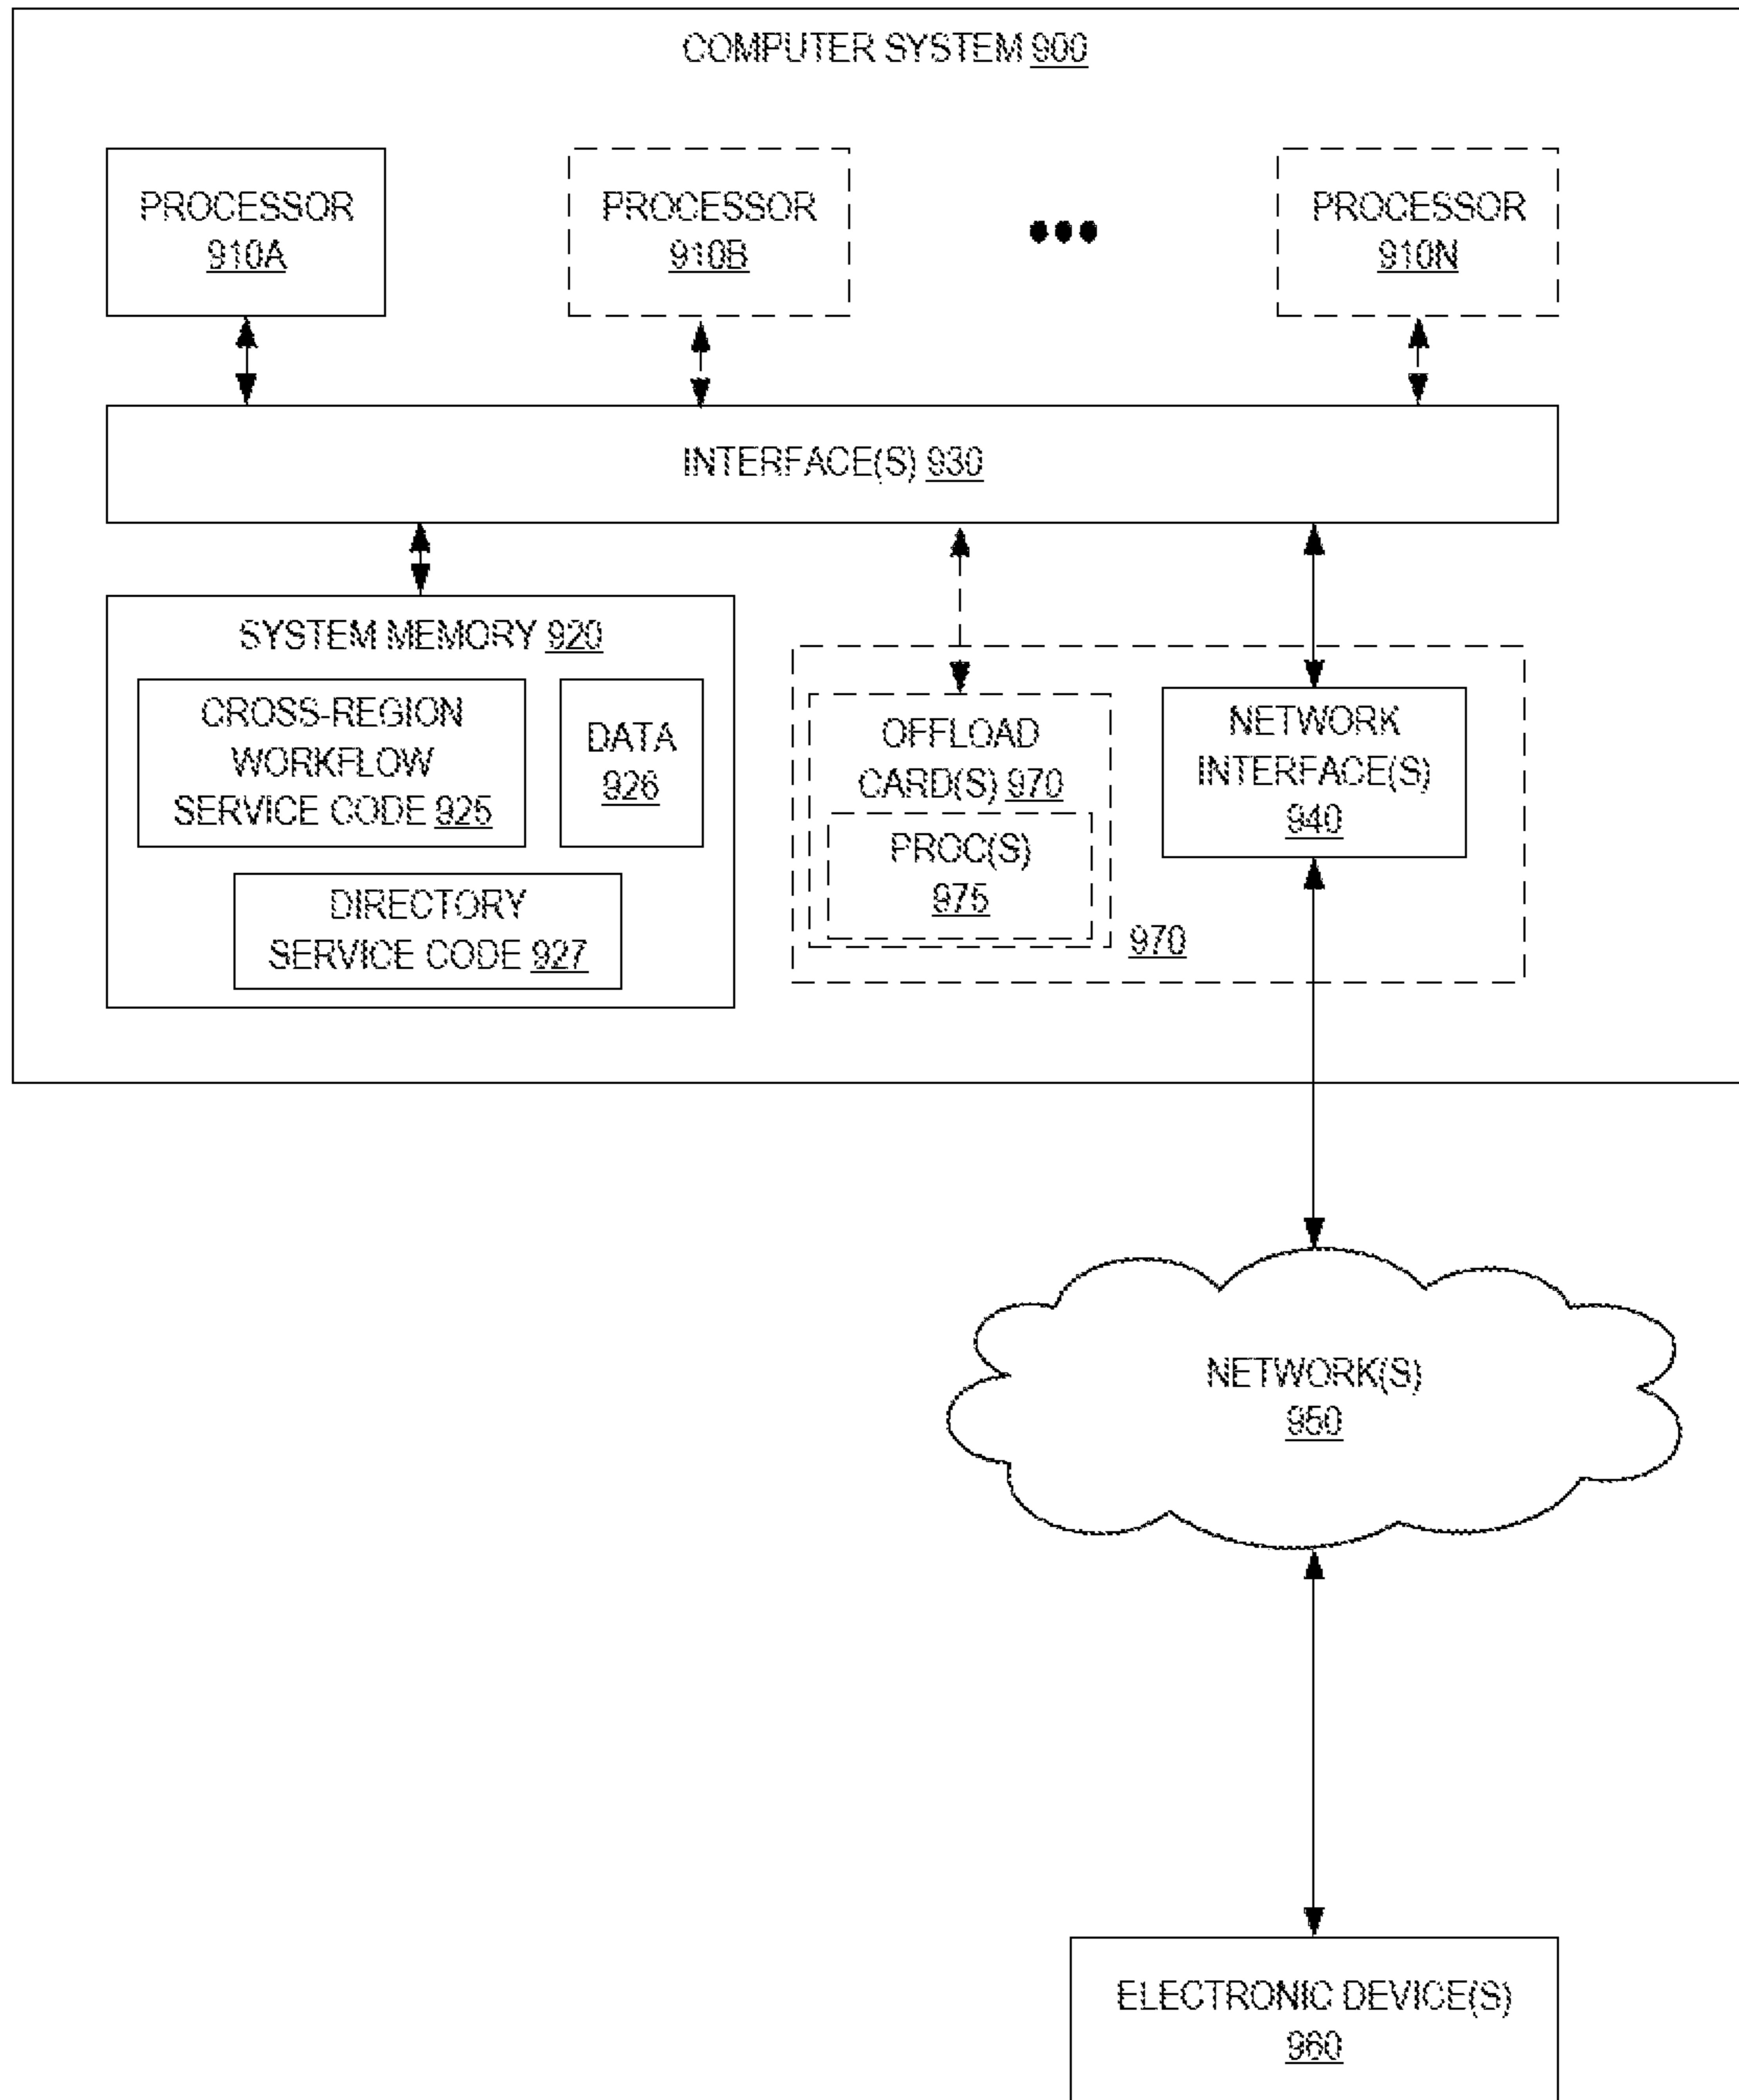 COMPUTER SYSTEM 900
PROCESSOR
910A
PROCESSOR
910B
PROCESSOR
910N
INTERFACE(S) 930
SYSTEM MEMORY 920
CROSS-REGION
WORKFLOW
SERVICE CODE 925
DATA
926
DIRECTORY
SERVICE CODE 927
OFFLOAD
CARD(S) 970
PROC(S)
975
970
NETWORK
INTERFACE(S)
940
NETWORK(S)
950
ELECTRONIC DEVICE(S)
960